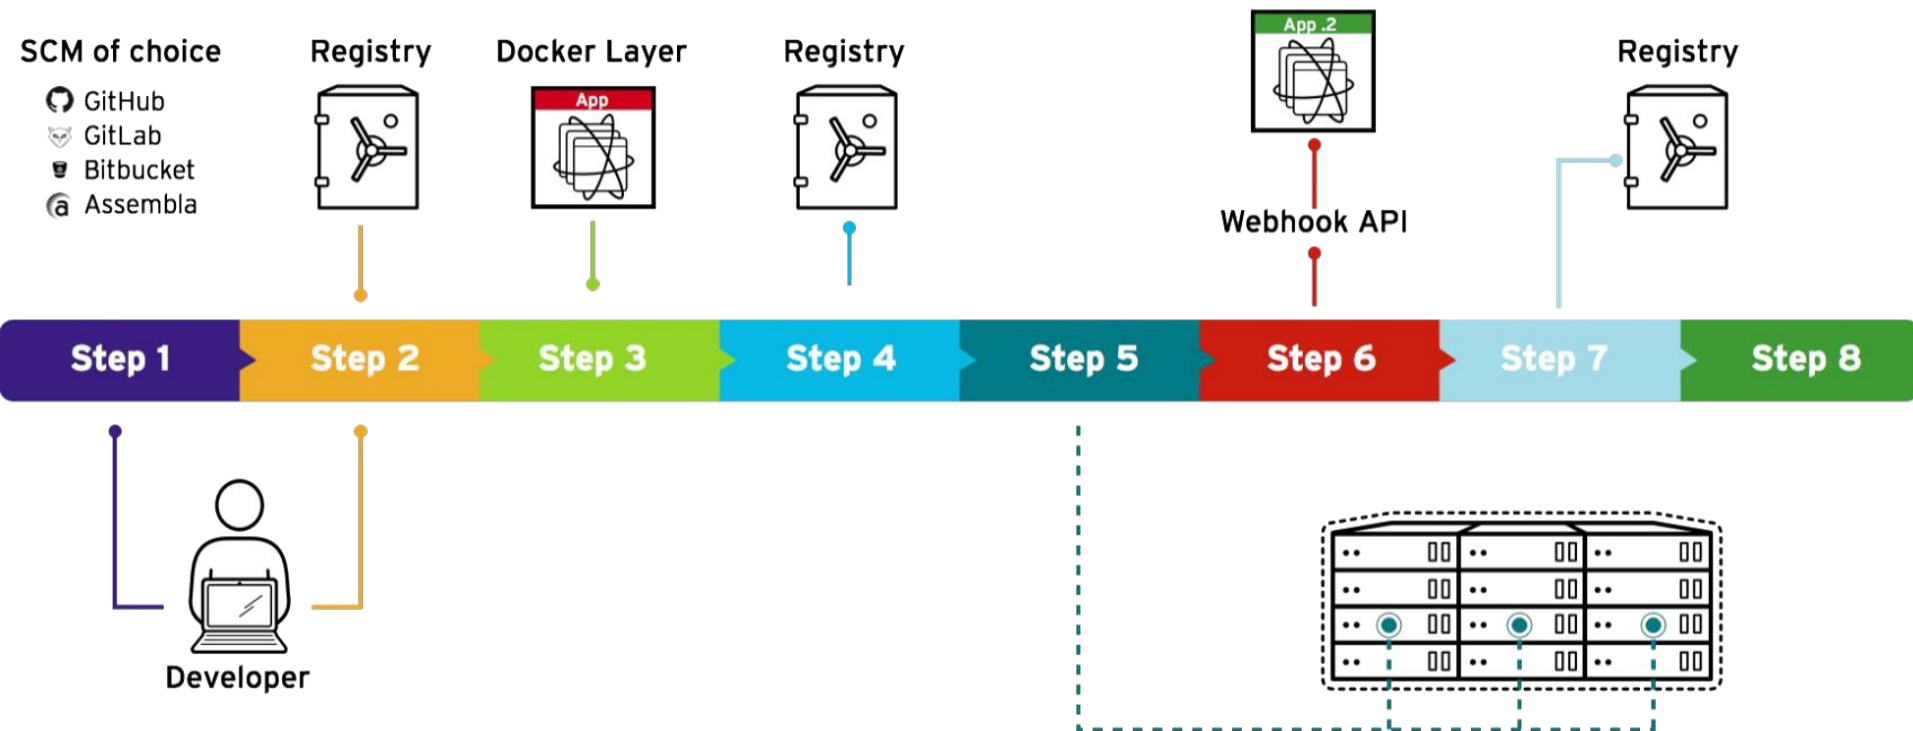 SCM of choice
GitHub
GitLab
Bitbucket
Assembla
Registry
Docker Layer
App
Registry
App .2
Webhook API
Registry
Step 1
Step 2
Step 3
Step 4
Step 5
Step 6
Step 7
Step 8
Developer